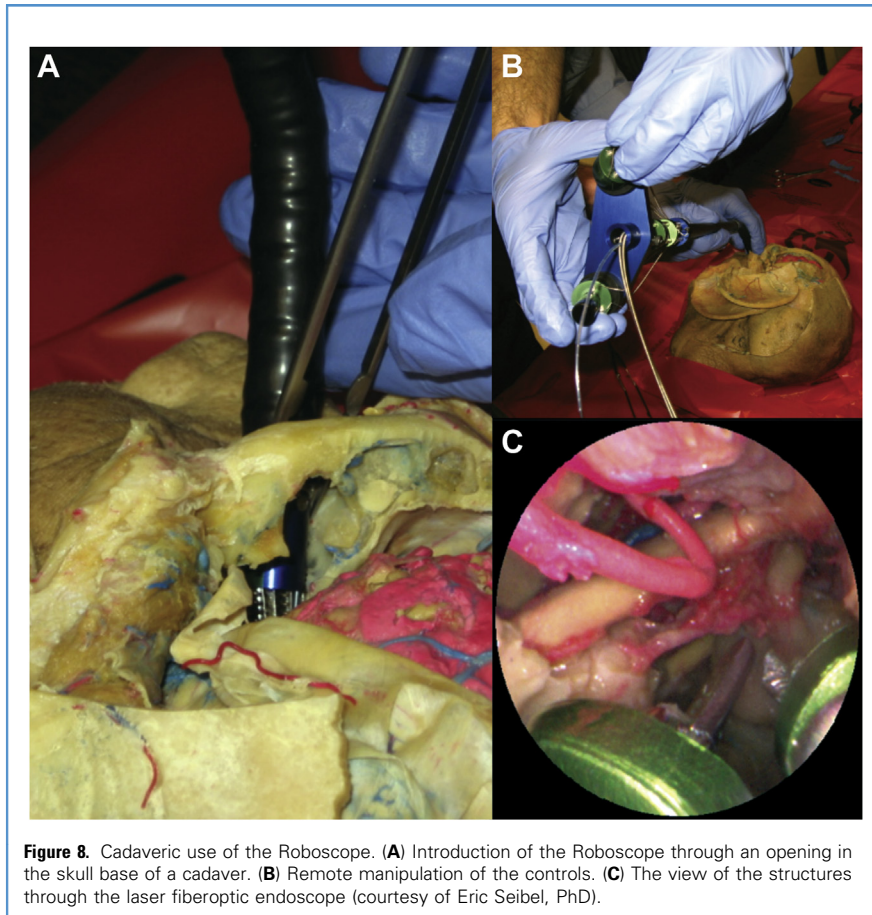 A
B
C
Figure 8. Cadaveric use of the Roboscope. (A) Introduction of the Roboscope through an opening in
the skull base of a cadaver. (B) Remote manipulation of the controls. (C) The view of the structures
through the laser fiberoptic endoscope (courtesy of Eric Seibel, PhD).